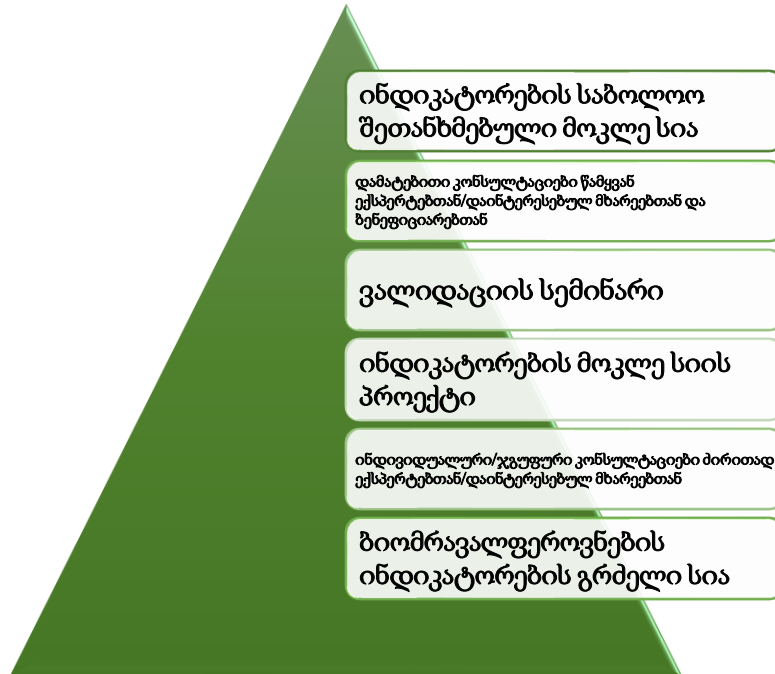 ინდიკატორების საბოლოო
შეთანხმებული მოკლე სია
დამატებითი კონსულტაციები წამყვან
ექსპერტებთან/დაინტერესებულ მხარეებთან და
ბენეფიციარებთან
ვალიდაციის სემინარი
ინდიკატორების მოკლე სიის
პროექტი
ინდივიდუალური/ჯგუფური კონსულტაციები ძირითად
ექსპერტებთან/დაინტერესებულ მხარეებთან
ბიომრავალფეროვნების
ინდიკატორების გრძელი სია